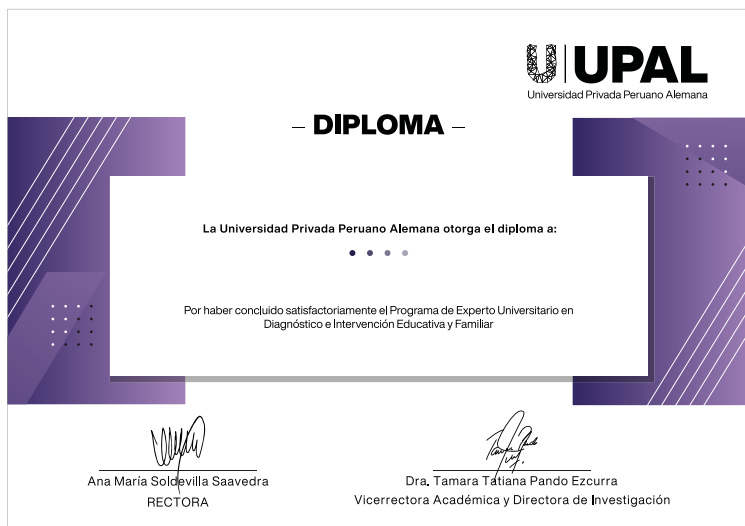 UPAL
Universidad Privada Peruano Alemana
– DIPLOMA –
La Universidad Privada Peruano Alemana otorga el diploma a:
Por haber concluido satisfactoriamente el Programa de Experto Universitario en
Diagnóstico e Intervención Educativa y Familiar
Ana María Soldevilla Saavedra
RECTORA
Dra. Tamara Tatiana Pando Ezcurra
Vicerrectora Académica y Directora de Investigación